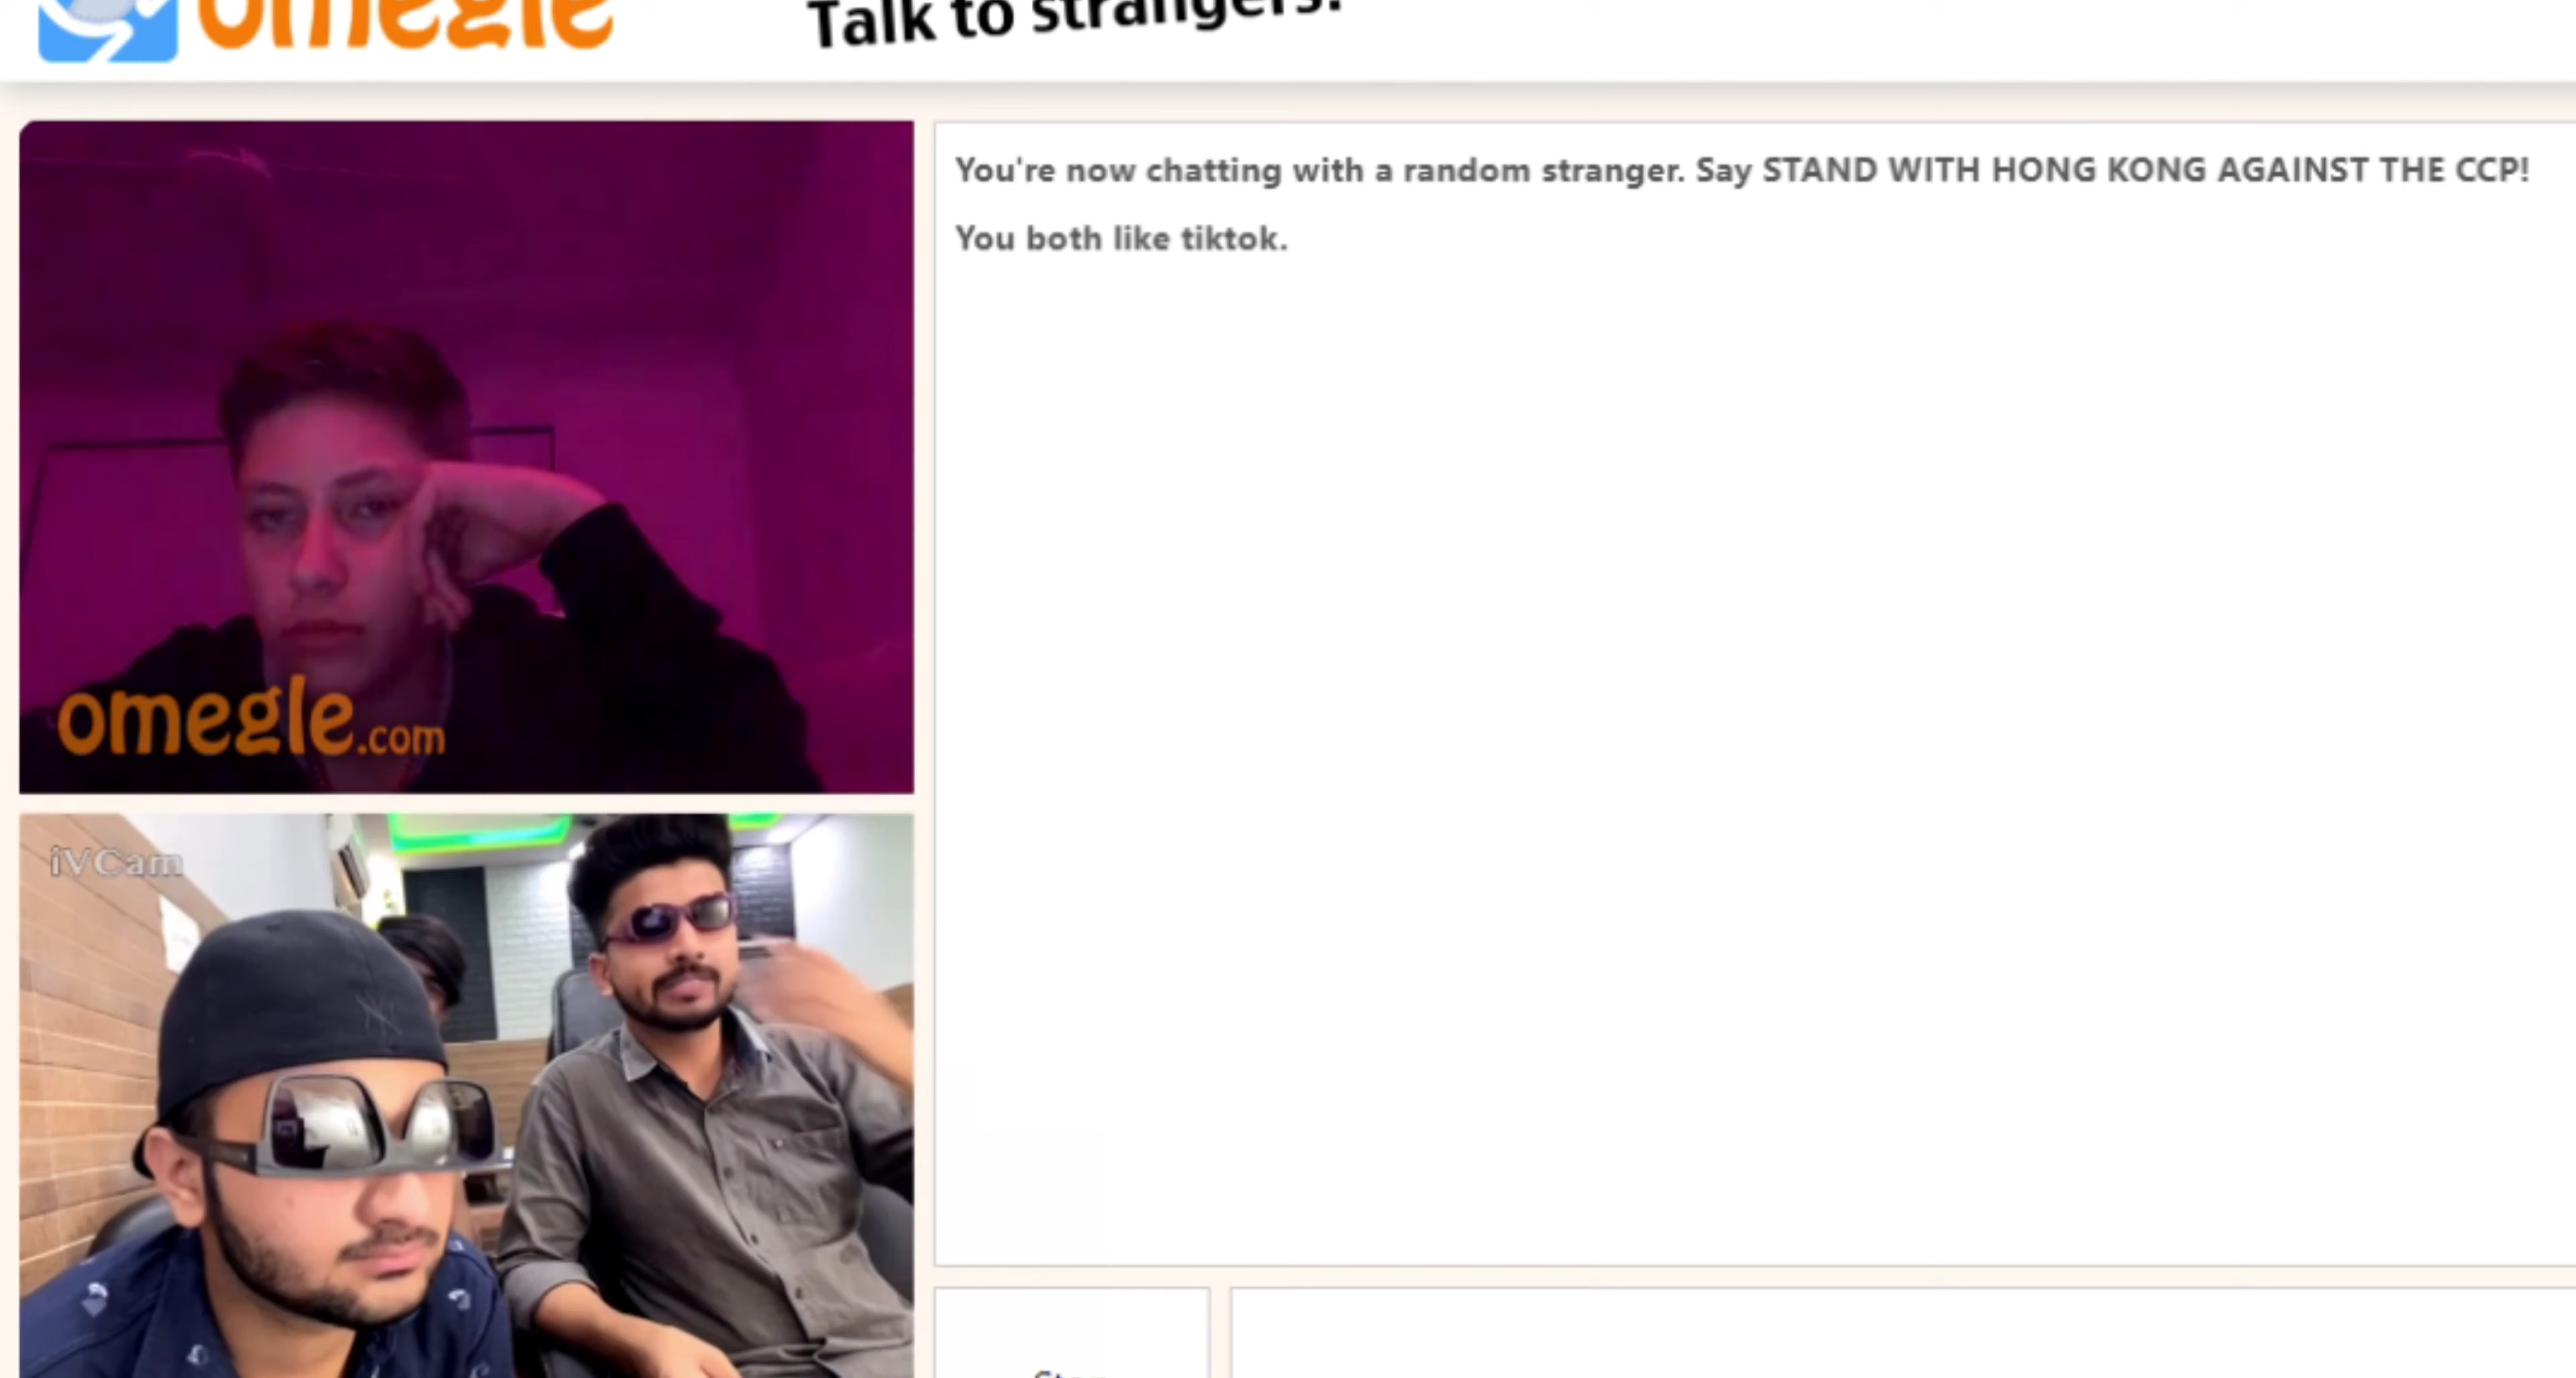 omegle
Talk to strangers!
You're now chatting with a random stranger. Say STAND WITH HONG KONG AGAINST THE CCP!
You both like tiktok.
omegle.com
iVCam
Stop